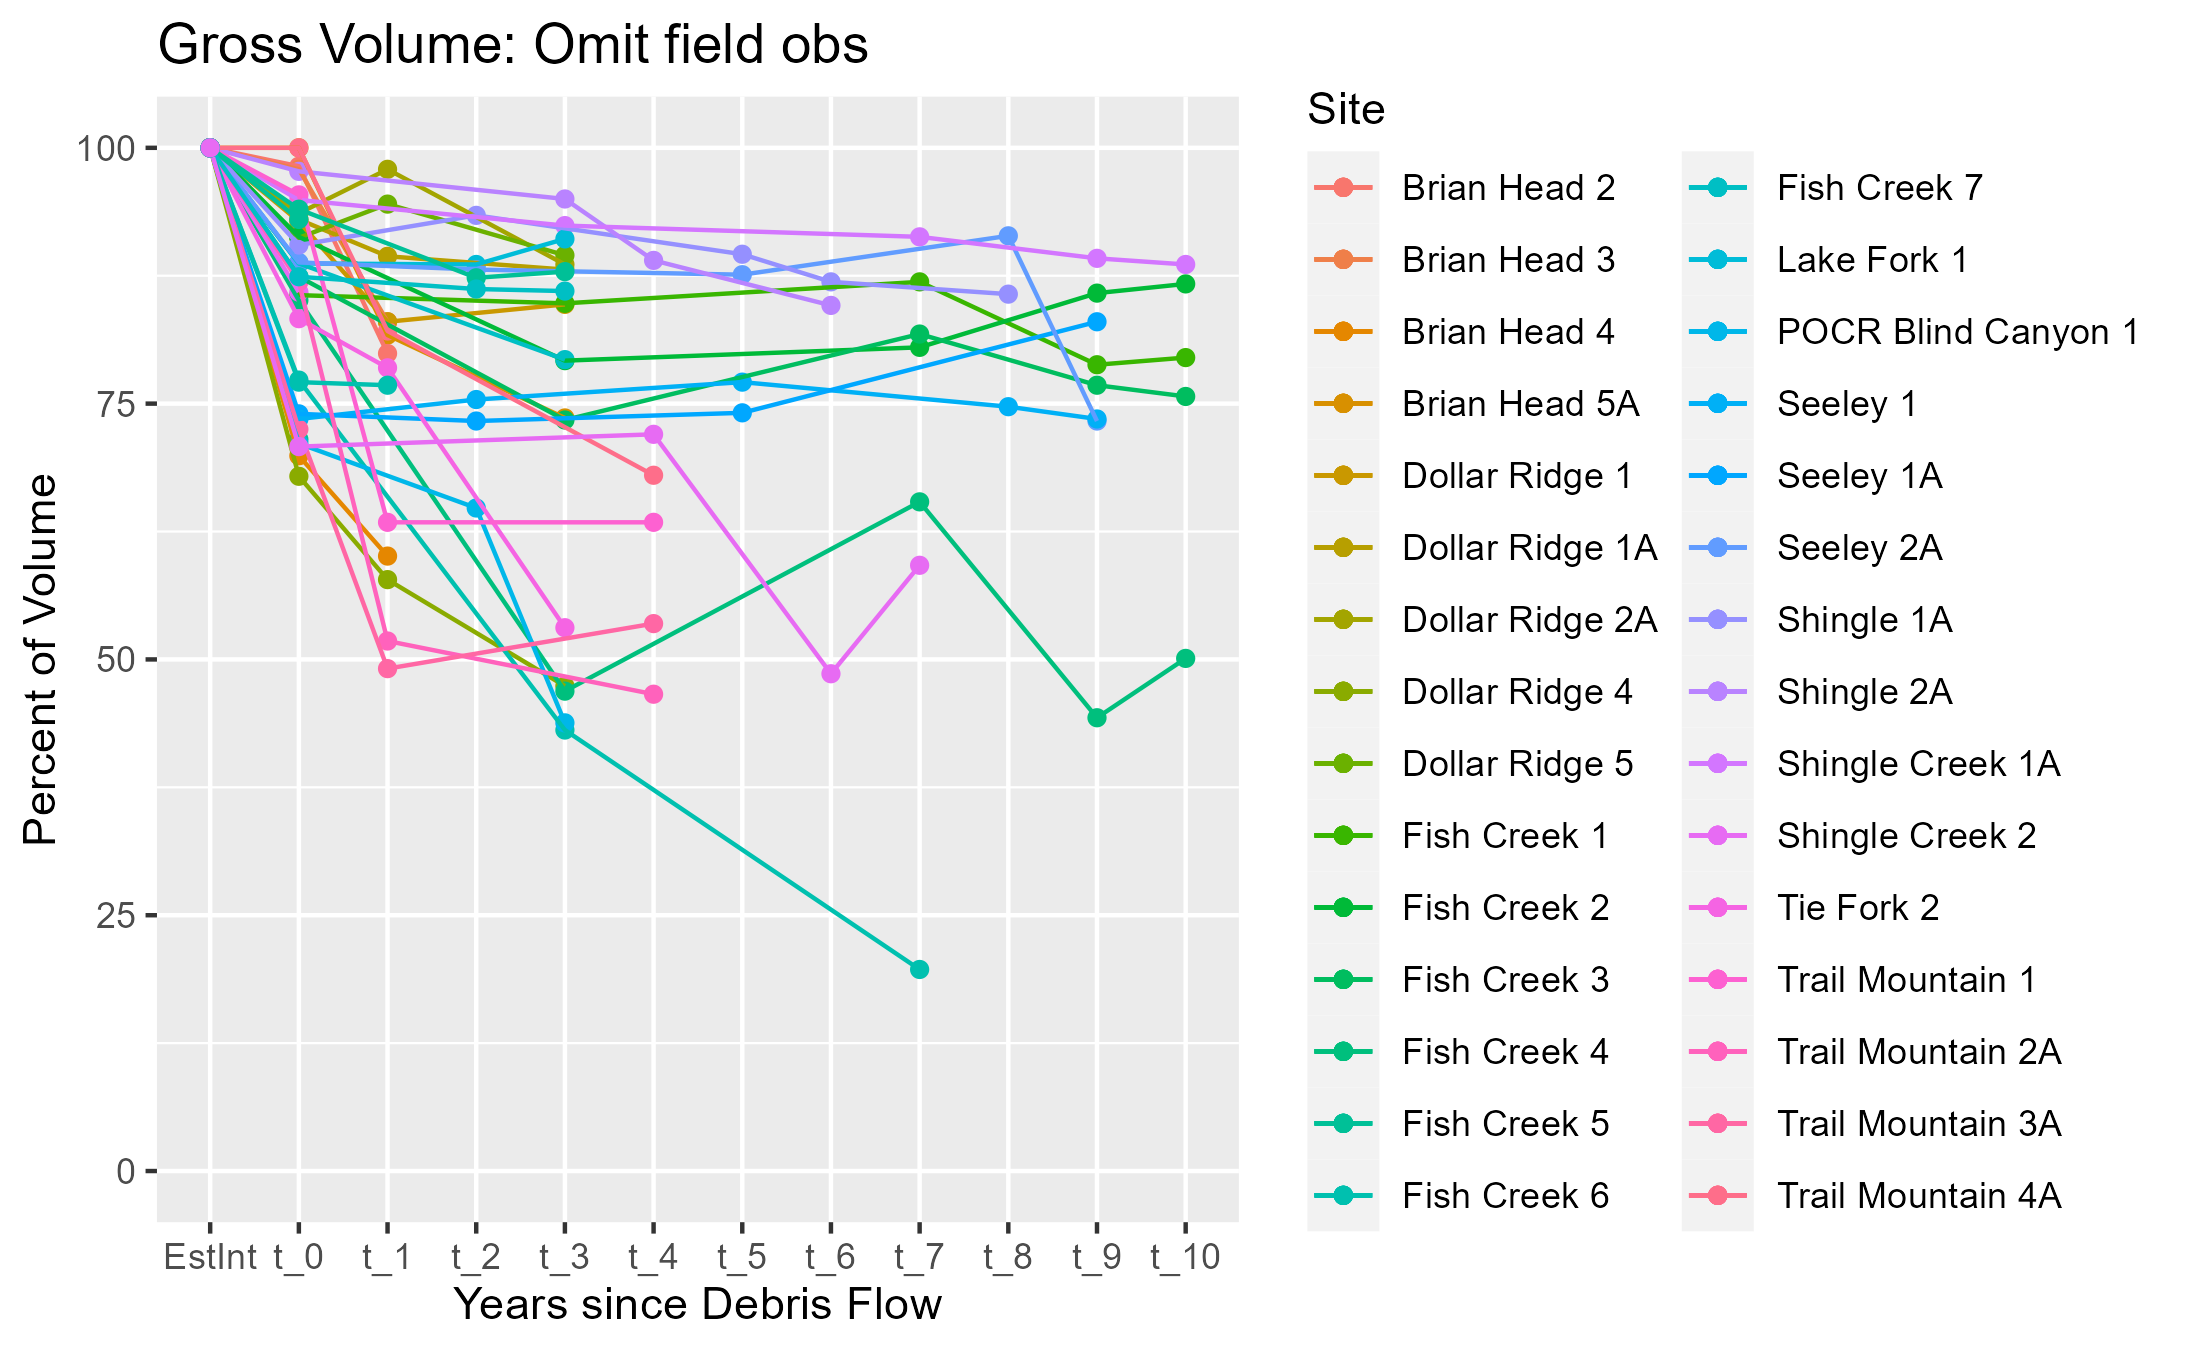 Gross Volume: Omit field obs
Percent of Volume
100
75
50
25
0
EstInt t_0 t_1 t_2 t_3 t_4 t_5 t_6 t_7 t_8 t_9 t_10
Years since Debris Flow
Site
Brian Head 2
Brian Head 3
Brian Head 4
Brian Head 5A
Dollar Ridge 1
Dollar Ridge 1A
Dollar Ridge 2A
Dollar Ridge 4
Dollar Ridge 5
Fish Creek 1
Fish Creek 2
Fish Creek 3
Fish Creek 4
Fish Creek 5
Fish Creek 6
Fish Creek 7
Lake Fork 1
POCR Blind Canyon 1
Seeley 1
Seeley 1A
Seeley 2A
Shingle 1A
Shingle 2A
Shingle Creek 1A
Shingle Creek 2
Tie Fork 2
Trail Mountain 1
Trail Mountain 2A
Trail Mountain 3A
Trail Mountain 4A